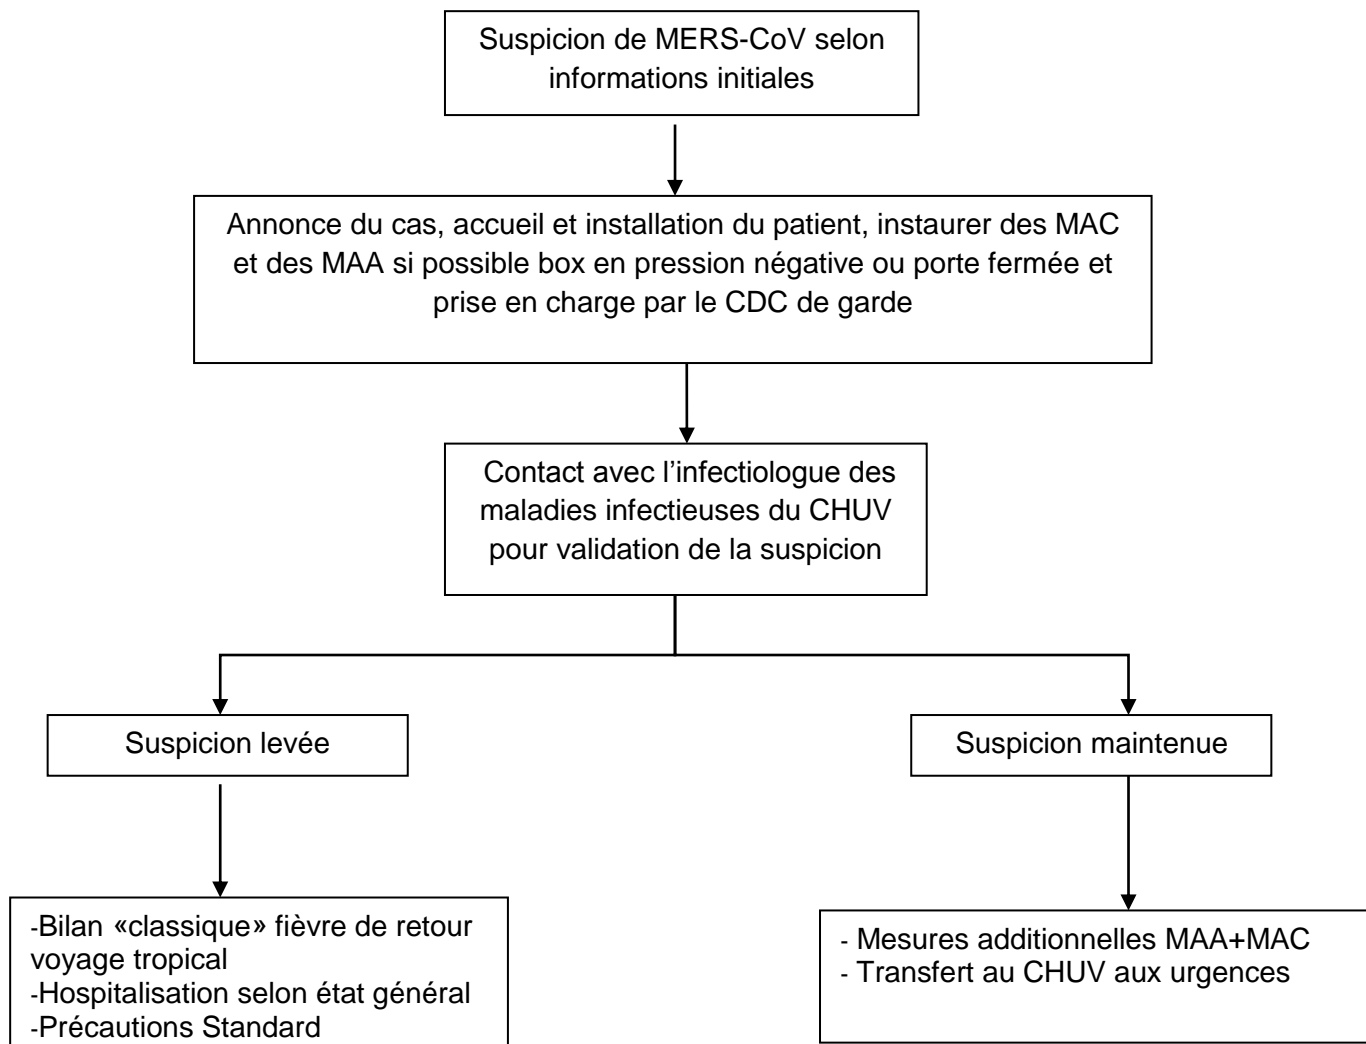 Suspicion de MERS-CoV selon
informations initiales
Annonce du cas, accueil et installation du patient, instaurer des MAC
et des MAA si possible box en pression négative ou porte fermée et
prise en charge par le CDC de garde
Contact avec l’infectiologue des
maladies infectieuses du CHUV
pour validation de la suspicion
Suspicion levée
Suspicion maintenue
-Bilan «classique» fièvre de retour
voyage tropical
-Hospitalisation selon état général
-Précautions Standard
- Mesures additionnelles MAA+MAC
- Transfert au CHUV aux urgences